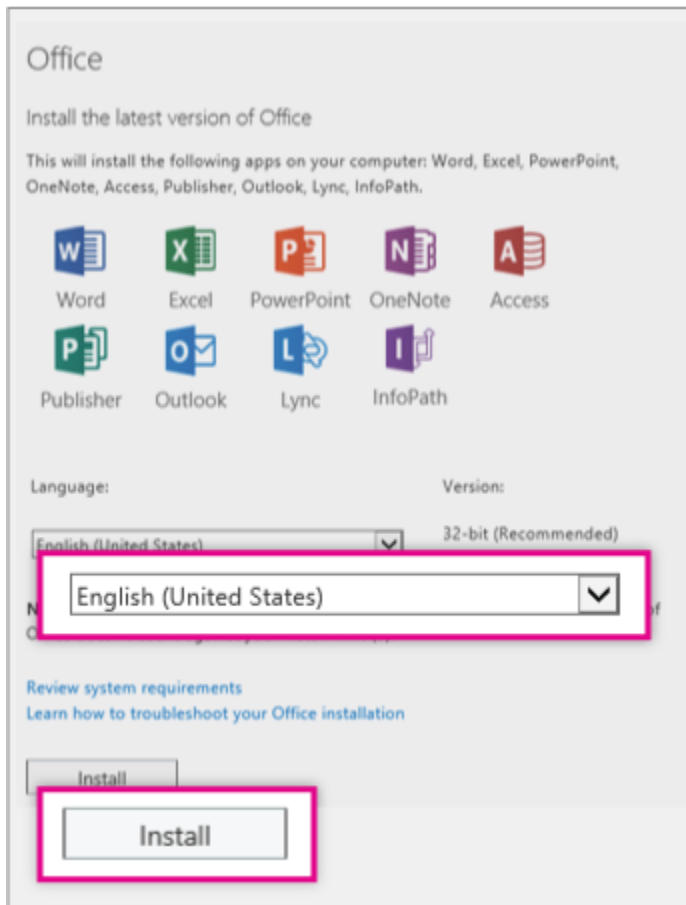 Office
Install the latest version of Office
This will install the following apps on your computer: Word, Excel, PowerPoint,
OneNote, Access, Publisher, Outlook, Lync, InfoPath.
W X P N A
Word Excel PowerPoint OneNote Access
P O L I
Publisher Outlook Lync InfoPath
Language: Version:
English (United States) 32-bit (Recommended)
English (United States)
N of
O
Review system requirements
Learn how to troubleshoot your Office installation
Install
Install